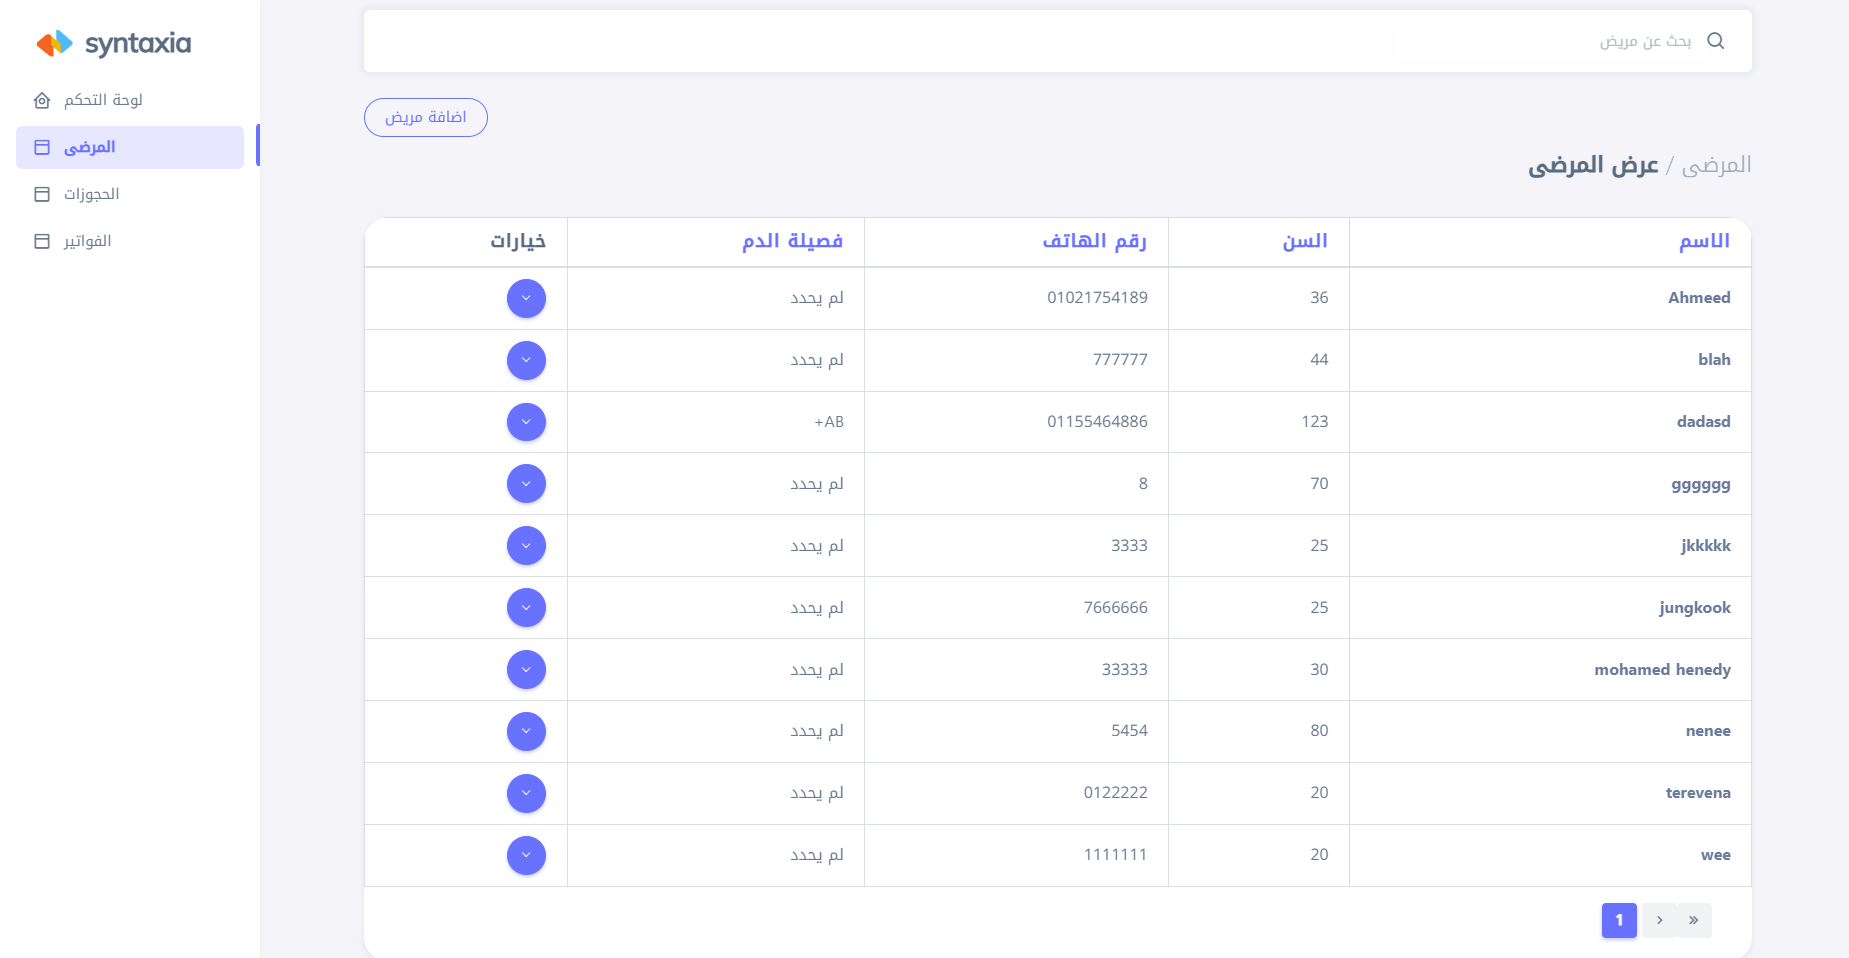 syntaxia
لوحة التحكم
المرضى
الحجوزات
الفواتير
بحث عن مريض
اضافة مريض
المرضى / عرض المرضى
الاسم السن رقم الهاتف فصيلة الدم خيارات
Ahmeed 36 01021754189 لم يحدد
blah 44 777777 لم يحدد
dadasd 123 01155464886 AB+
gggggg 70 8 لم يحدد
jkkkkk 25 3333 لم يحدد
jungkook 25 7666666 لم يحدد
mohamed henedy 30 33333 لم يحدد
nenee 80 5454 لم يحدد
terevena 20 0122222 لم يحدد
wee 20 1111111 لم يحدد
» › 1